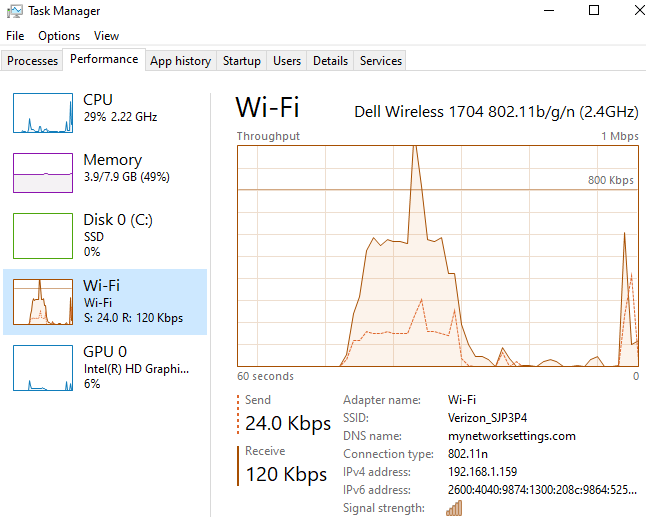 Task Manager
File Options View
Processes Performance App history Startup Users Details Services
CPU
29% 2.22 GHz
Memory
3.9/7.9 GB (49%)
Disk 0 (C:)
SSD
0%
Wi-Fi
Wi-Fi
S: 24.0 R: 120 Kbps
GPU 0
Intel(R) HD Graphi...
6%
Wi-Fi
Dell Wireless 1704 802.11b/g/n (2.4GHz)
Throughput 1 Mbps
800 Kbps
60 seconds 0
Send
24.0 Kbps
Receive
120 Kbps
Adapter name: Wi-Fi
SSID: Verizon_SJP3P4
DNS name: mynetworksettings.com
Connection type: 802.11n
IPv4 address: 192.168.1.159
IPv6 address: 2600:4040:9874:1300:208c:9864:525...
Signal strength: